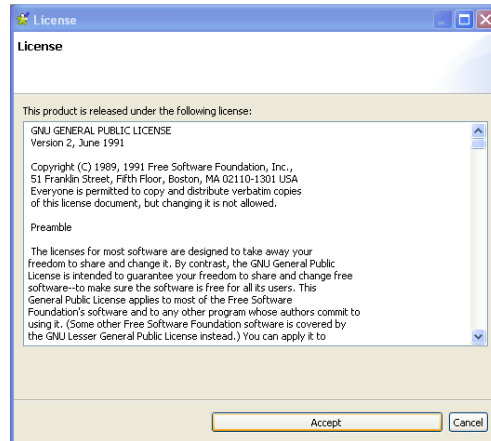 License
License
This product is released under the following license:
GNU GENERAL PUBLIC LICENSE
Version 2, June 1991
Copyright (C) 1989, 1991 Free Software Foundation, Inc.,
51 Franklin Street, Fifth Floor, Boston, MA 02110-1301 USA
Everyone is permitted to copy and distribute verbatim copies
of this license document, but changing it is not allowed.
Preamble
The licenses for most software are designed to take away your
freedom to share and change it. By contrast, the GNU General Public
License is intended to guarantee your freedom to share and change free
software--to make sure the software is free for all its users. This
General Public License applies to most of the Free Software
Foundation's software and to any other program whose authors commit to
using it. (Some other Free Software Foundation software is covered by
the GNU Lesser General Public License instead.) You can apply it to
Accept Cancel